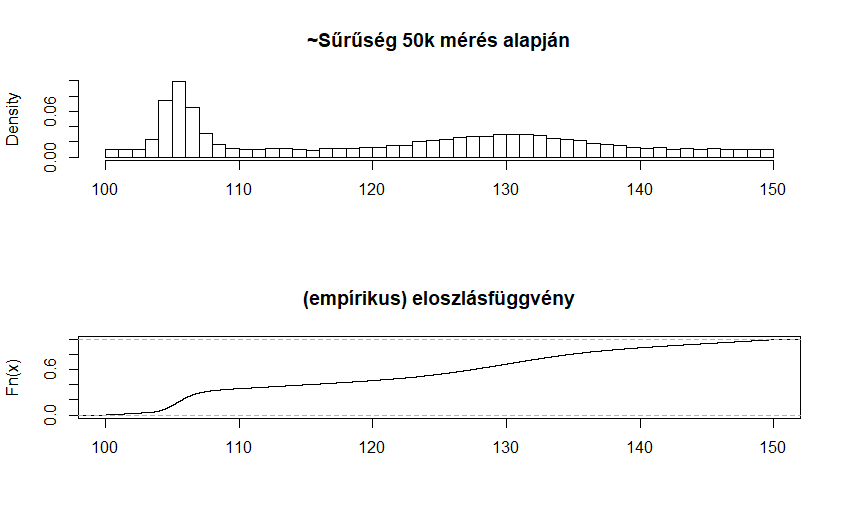 ~Sűrűség 50k mérés alapján
Density
0.06
0.00
100 110 120 130 140 150
(empírikus) eloszlásfüggvény
Fn(x)
0.6
0.0
100 110 120 130 140 150